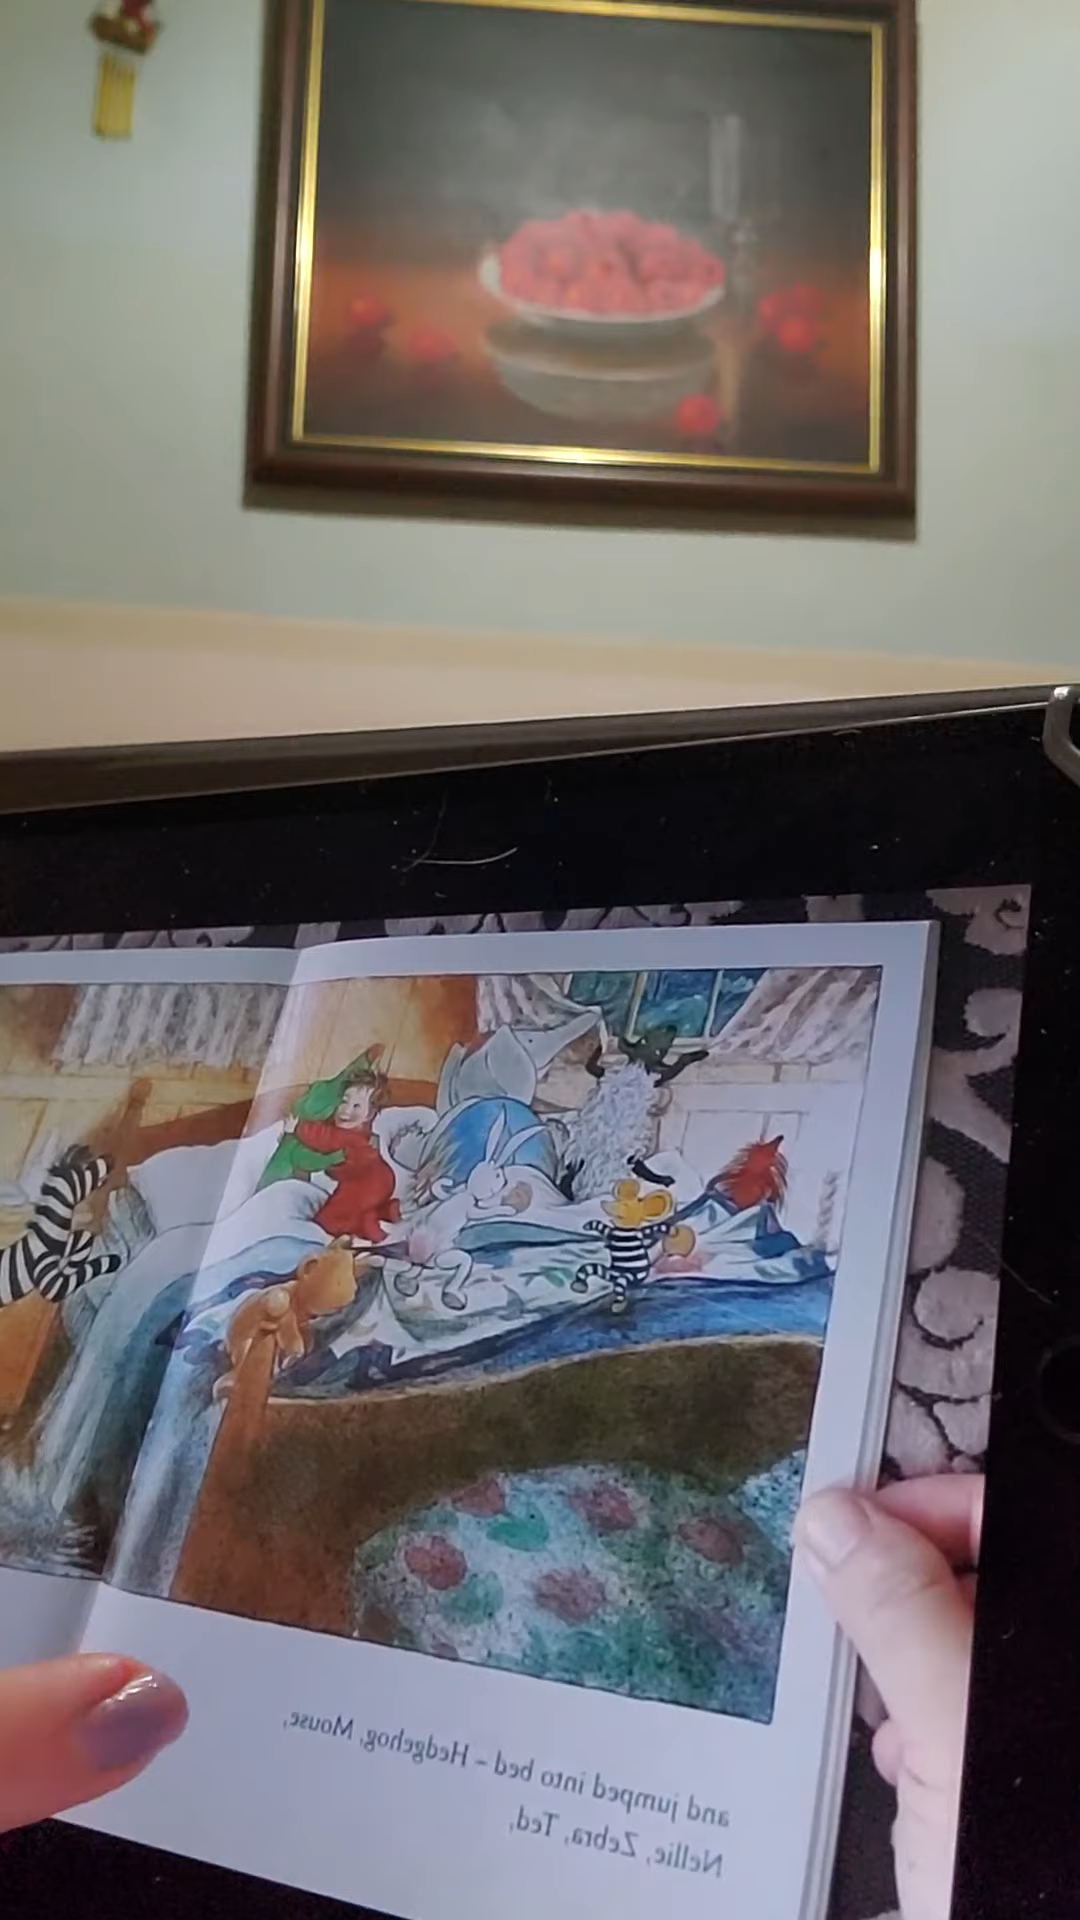 and jumped into bed – Hedgehog, Mouse,
Nellie, Zebra, Ted,